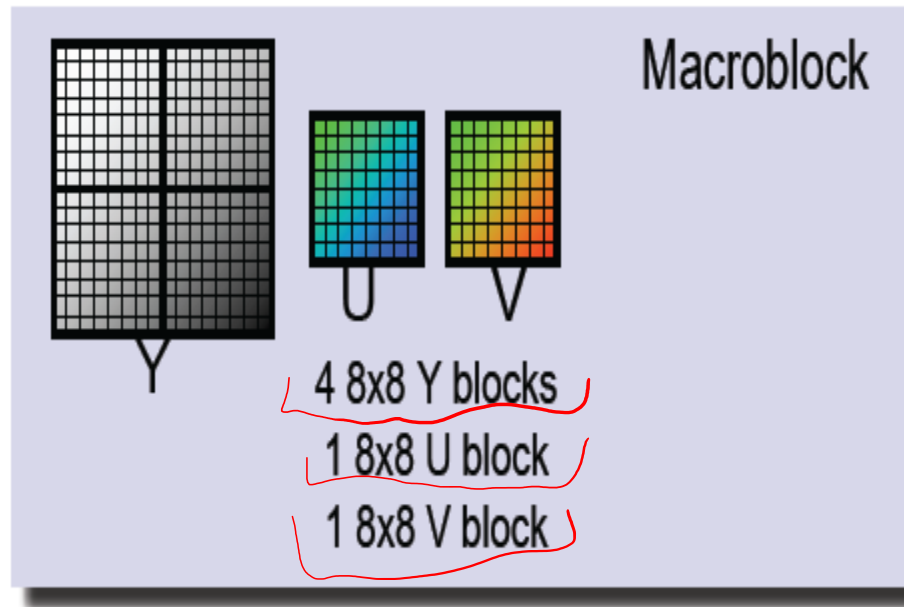 Macroblock
U
V
Y
4 8x8 Y blocks
1 8x8 U block
1 8x8 V block